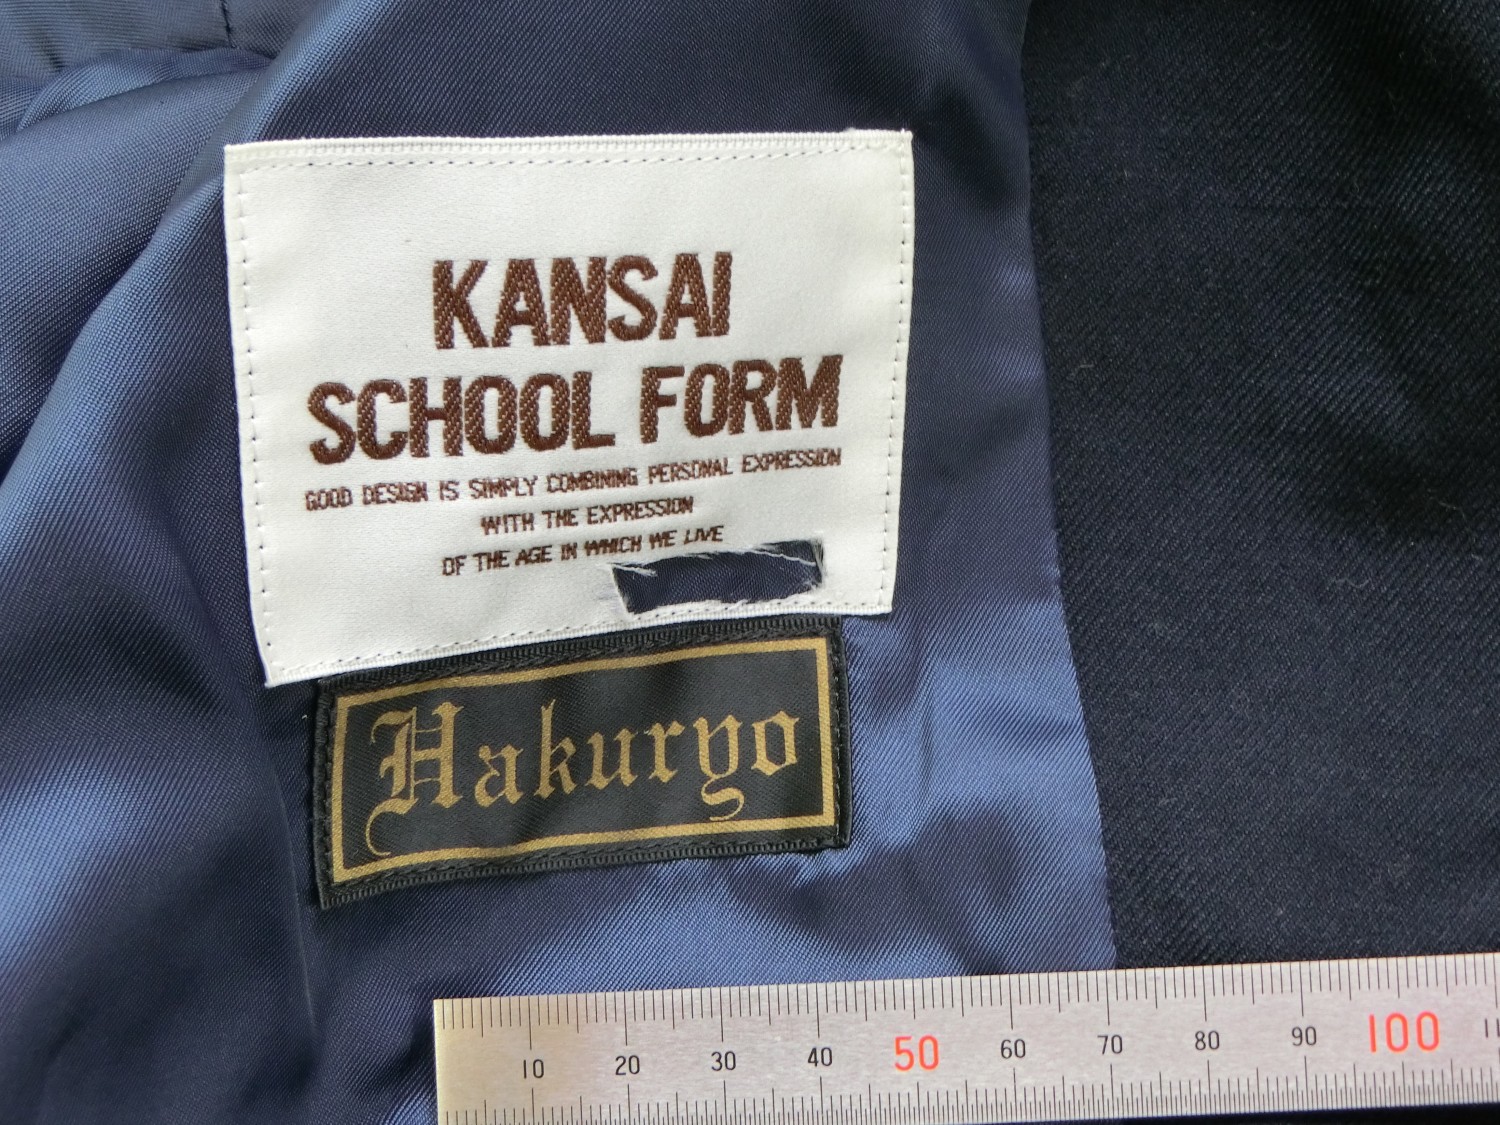 KANSAI
SCHOOL FORM
GOOD DESIGN IS SIMPLY COMBINING PERSONAL EXPRESSION
WITH THE EXPRESSION
OF THE AGE IN WHICH WE LIVE
Hakuryo
10 20 30 40 50 60 70 80 90 100